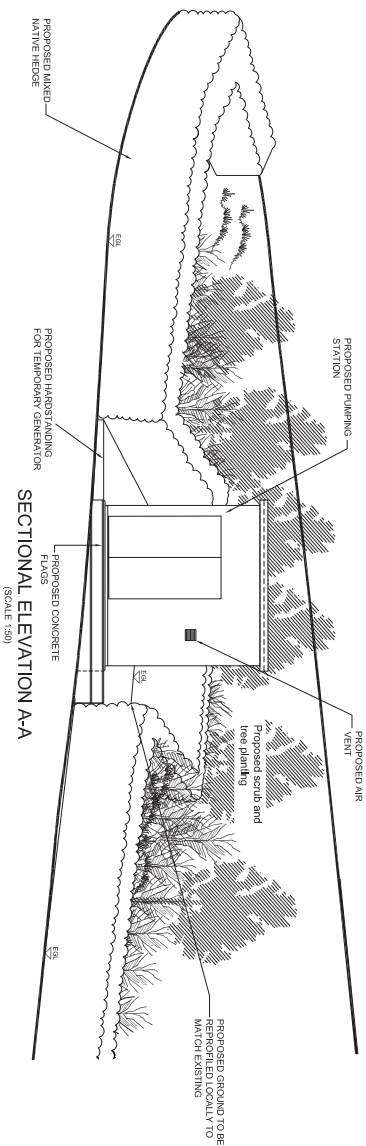 PROPOSED MIXED
NATIVE HEDGE
EGL
PROPOSED PUMPING
STATION
PROPOSED HARDSTANDING
FOR TEMPORARY GENERATOR
PROPOSED CONCRETE
FLAGS
PROPOSED AIR
VENT
EGL
Proposed scrub and
tree planting
EGL
PROPOSED GROUND TO BE
REPROFILED LOCALLY TO
MATCH EXISTING
SECTIONAL ELEVATION A-A
(SCALE 1:50)